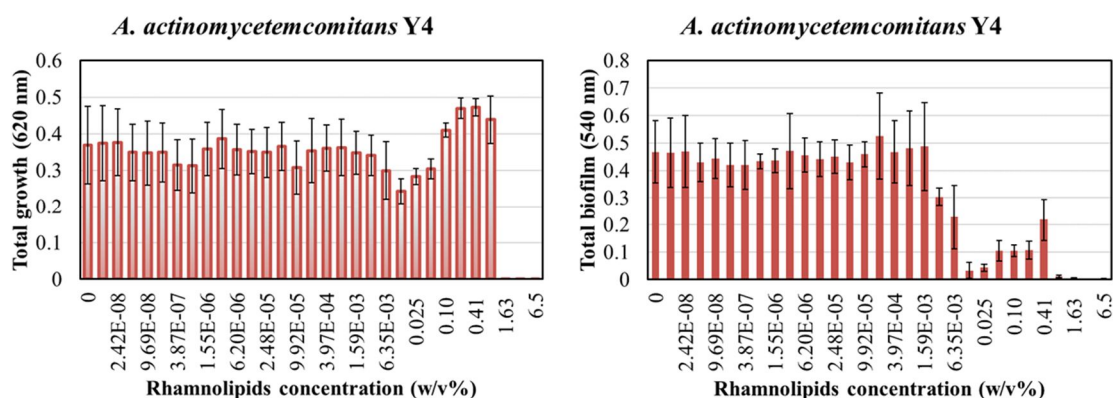 A. actinomycetemcomitans Y4
Total growth (620 nm)
0.6
0.5
0.4
0.3
0.2
0.1
0
0
2.42E-08
9.69E-08
3.87E-07
1.55E-06
6.20E-06
2.48E-05
9.92E-05
3.97E-04
1.59E-03
6.35E-03
0.025
0.10
0.41
1.63
6.5
Rhamnolipids concentration (w/v%)
A. actinomycetemcomitans Y4
Total biofilm (540 nm)
0.8
0.7
0.6
0.5
0.4
0.3
0.2
0.1
0
0
2.42E-08
9.69E-08
3.87E-07
1.55E-06
6.20E-06
2.48E-05
9.92E-05
3.97E-04
1.59E-03
6.35E-03
0.025
0.10
0.41
1.63
6.5
Rhamnolipids concentration (w/v%)